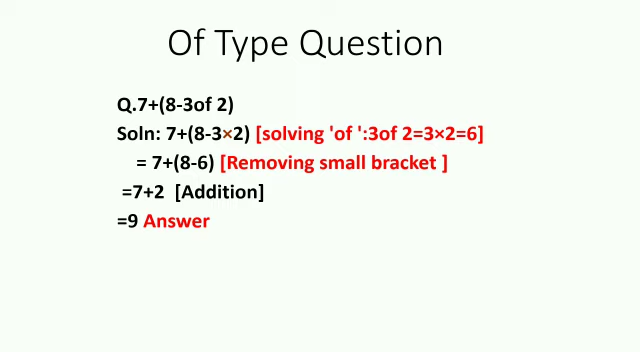 Of Type Question
Q.7+(8-3of 2)
Soln: 7+(8-3×2) [solving 'of ':3of 2=3×2=6]
= 7+(8-6) [Removing small bracket ]
=7+2 [Addition]
=9 Answer